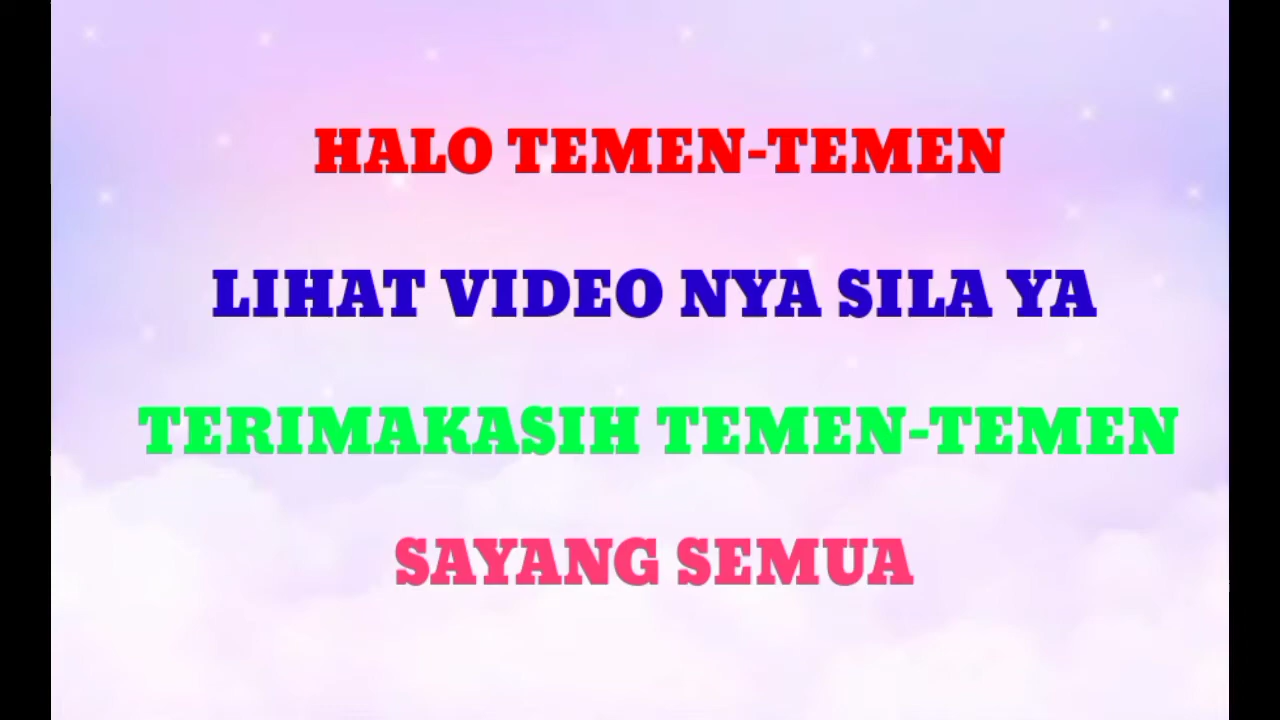 HALO TEMEN-TEMEN
LIHAT VIDEO NYA SILA YA
TERIMAKASIH TEMEN-TEMEN
SAYANG SEMUA